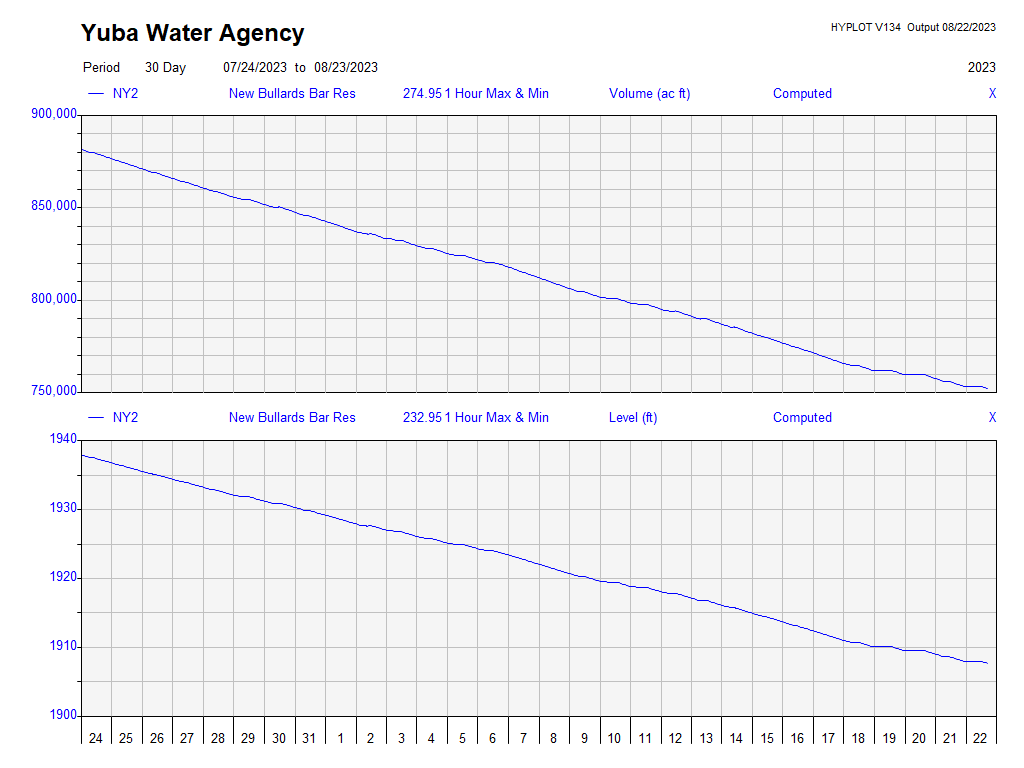 Yuba Water Agency
HYPLOT V134 Output 08/22/2023
Period 30 Day 07/24/2023 to 08/23/2023 2023
NY2 New Bullards Bar Res 274.95 1 Hour Max & Min Volume (ac ft) Computed X
900,000
850,000
800,000
750,000
NY2 New Bullards Bar Res 232.95 1 Hour Max & Min Level (ft) Computed X
1940
1930
1920
1910
1900
24 25 26 27 28 29 30 31 1 2 3 4 5 6 7 8 9 10 11 12 13 14 15 16 17 18 19 20 21 22